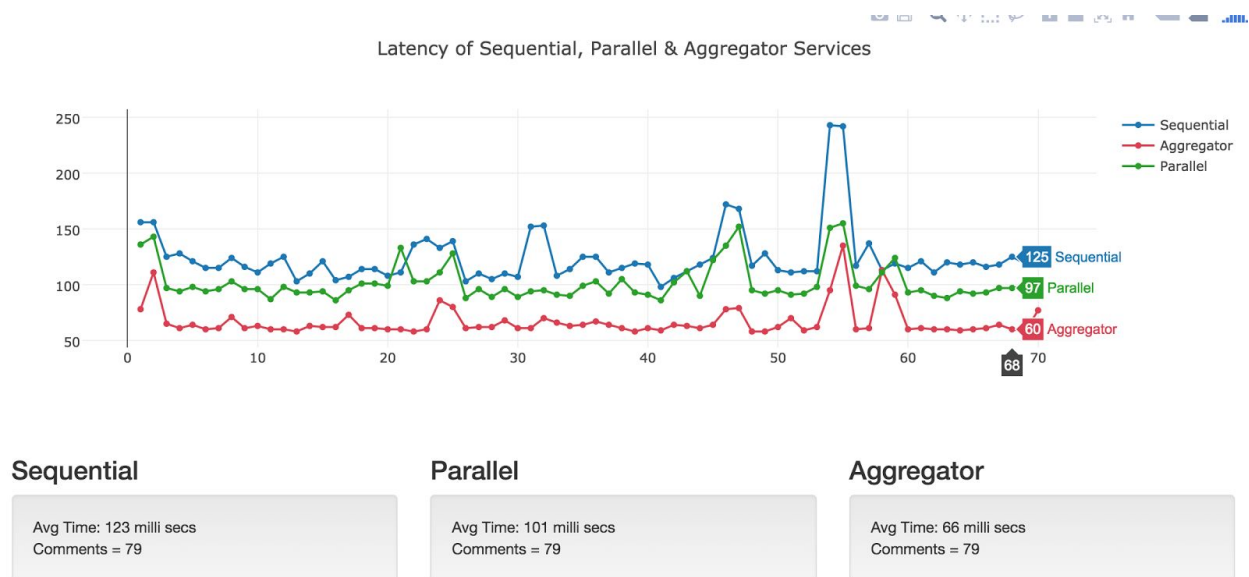 Latency of Sequential, Parallel & Aggregator Services
250
200
150
100
50
0 10 20 30 40 50 60 70
68
Sequential
Aggregator
Parallel
125 Sequential
97 Parallel
60 Aggregator
Sequential Parallel Aggregator
Avg Time: 123 milli secs Avg Time: 101 milli secs Avg Time: 66 milli secs
Comments = 79 Comments = 79 Comments = 79